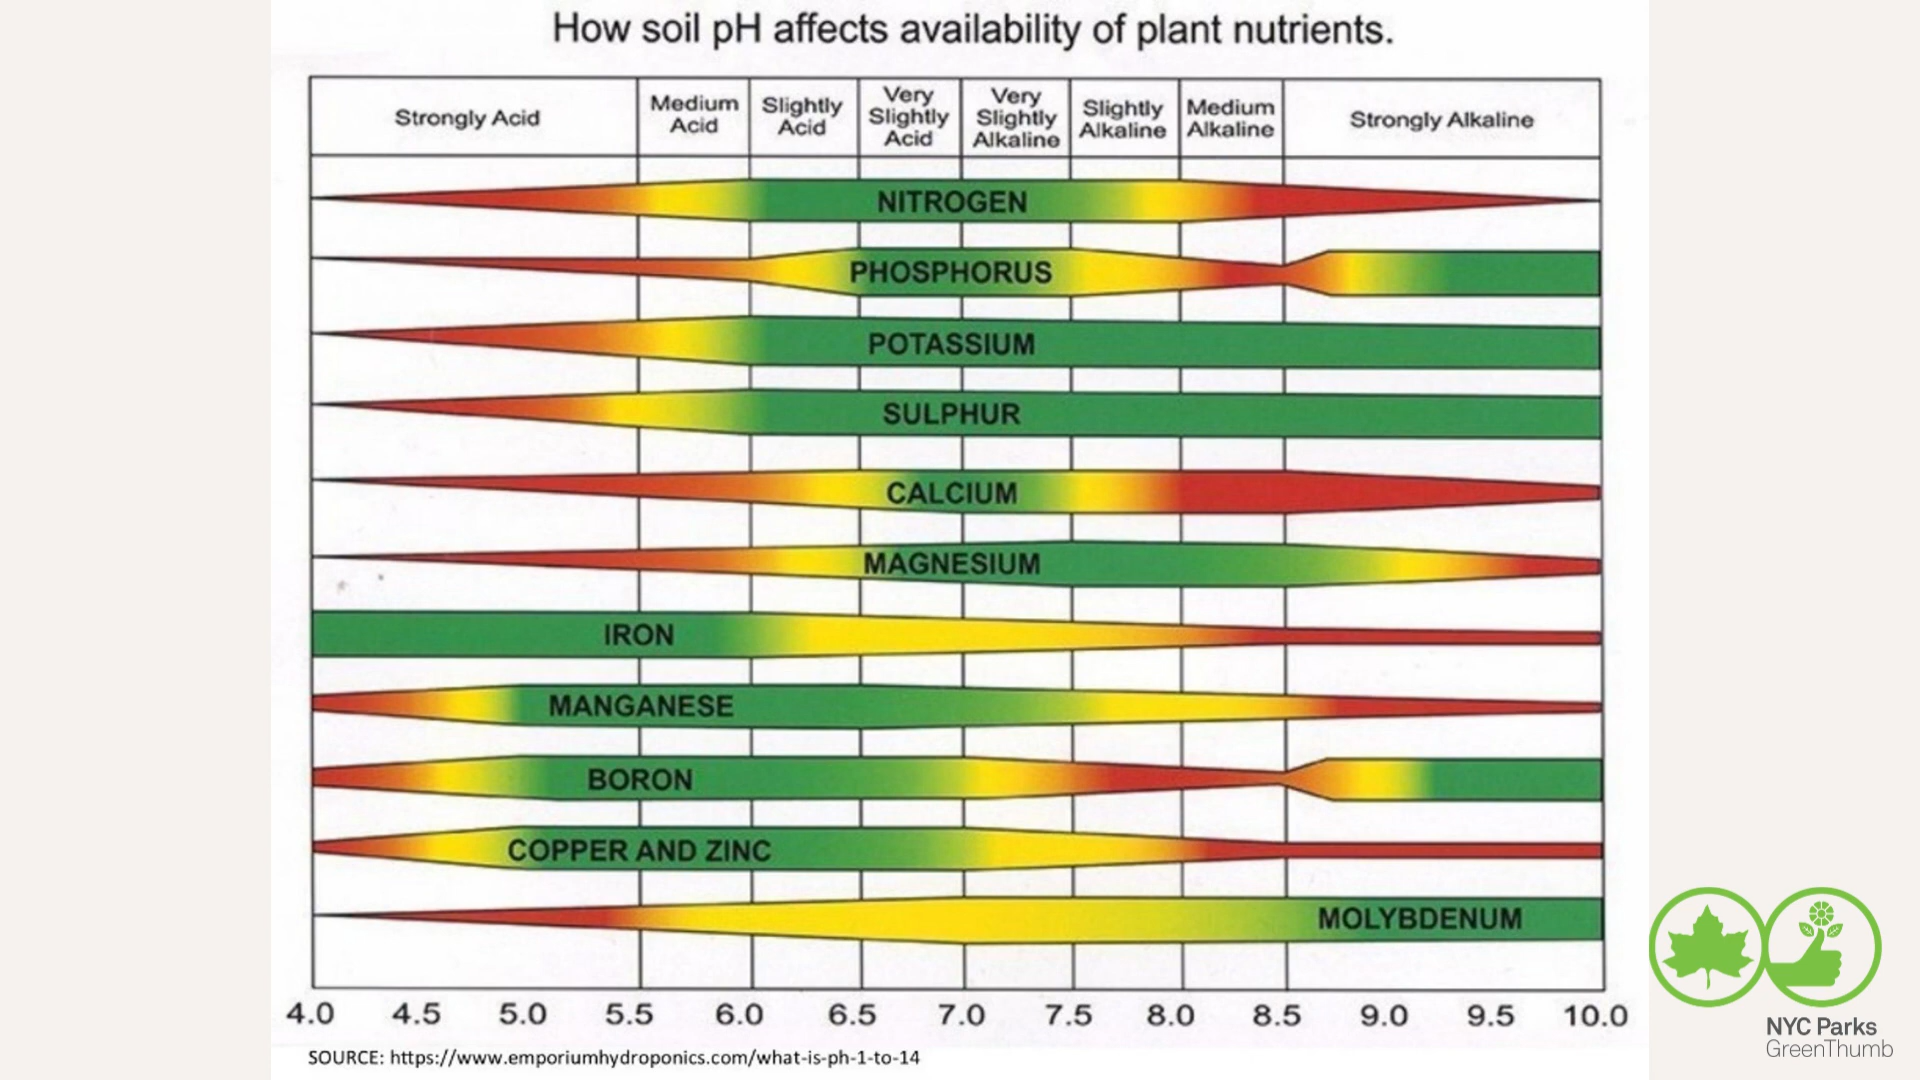 How soil pH affects availability of plant nutrients.
Strongly Acid
Medium
Acid
Slightly
Acid
Very
Slightly
Acid
Very
Slightly
Alkaline
Slightly
Alkaline
Medium
Alkaline
Strongly Alkaline
NITROGEN
PHOSPHORUS
POTASSIUM
SULPHUR
CALCIUM
MAGNESIUM
IRON
MANGANESE
BORON
COPPER AND ZINC
MOLYBDENUM
4.0 4.5 5.0 5.5 6.0 6.5 7.0 7.5 8.0 8.5 9.0 9.5 10.0
SOURCE: https://www.emporiumhydroponics.com/what-is-ph-1-to-14
NYC Parks
GreenThumb